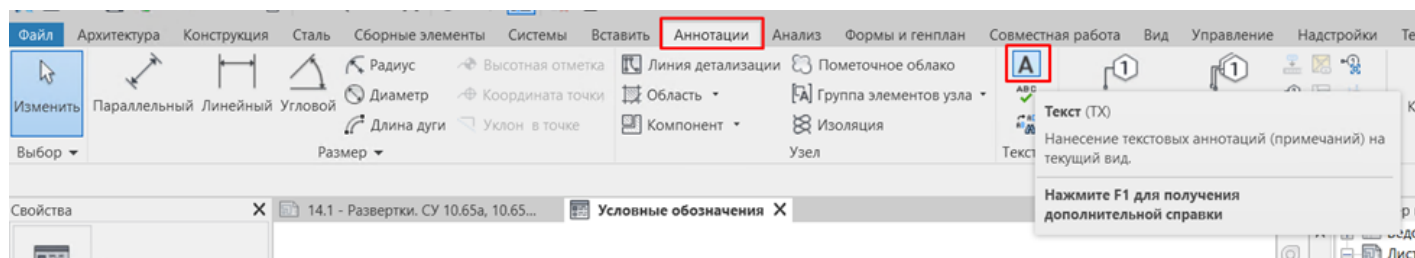 Файл Архитектура Конструкция Сталь Сборные элементы Системы Вставить Аннотации Анализ Формы и генплан Совместная работа Вид Управление Надстройки
Изменить
Параллельный Линейный Угловой
Радиус
Диаметр
Длина дуги
Высотная отметка
Координата точки
Уклон в точке
Линия детализации
Область
Компонент
Пометочное облако
Группа элементов узла
Изоляция
A
ABC
1
1
Выбор Размер Узел Текст
Текст (TX)
Нанесение текстовых аннотаций (примечаний) на
текущий вид.
Нажмите F1 для получения
дополнительной справки
Свойства X 14.1 - Развертки. СУ 10.65а, 10.65... Условные обозначения X